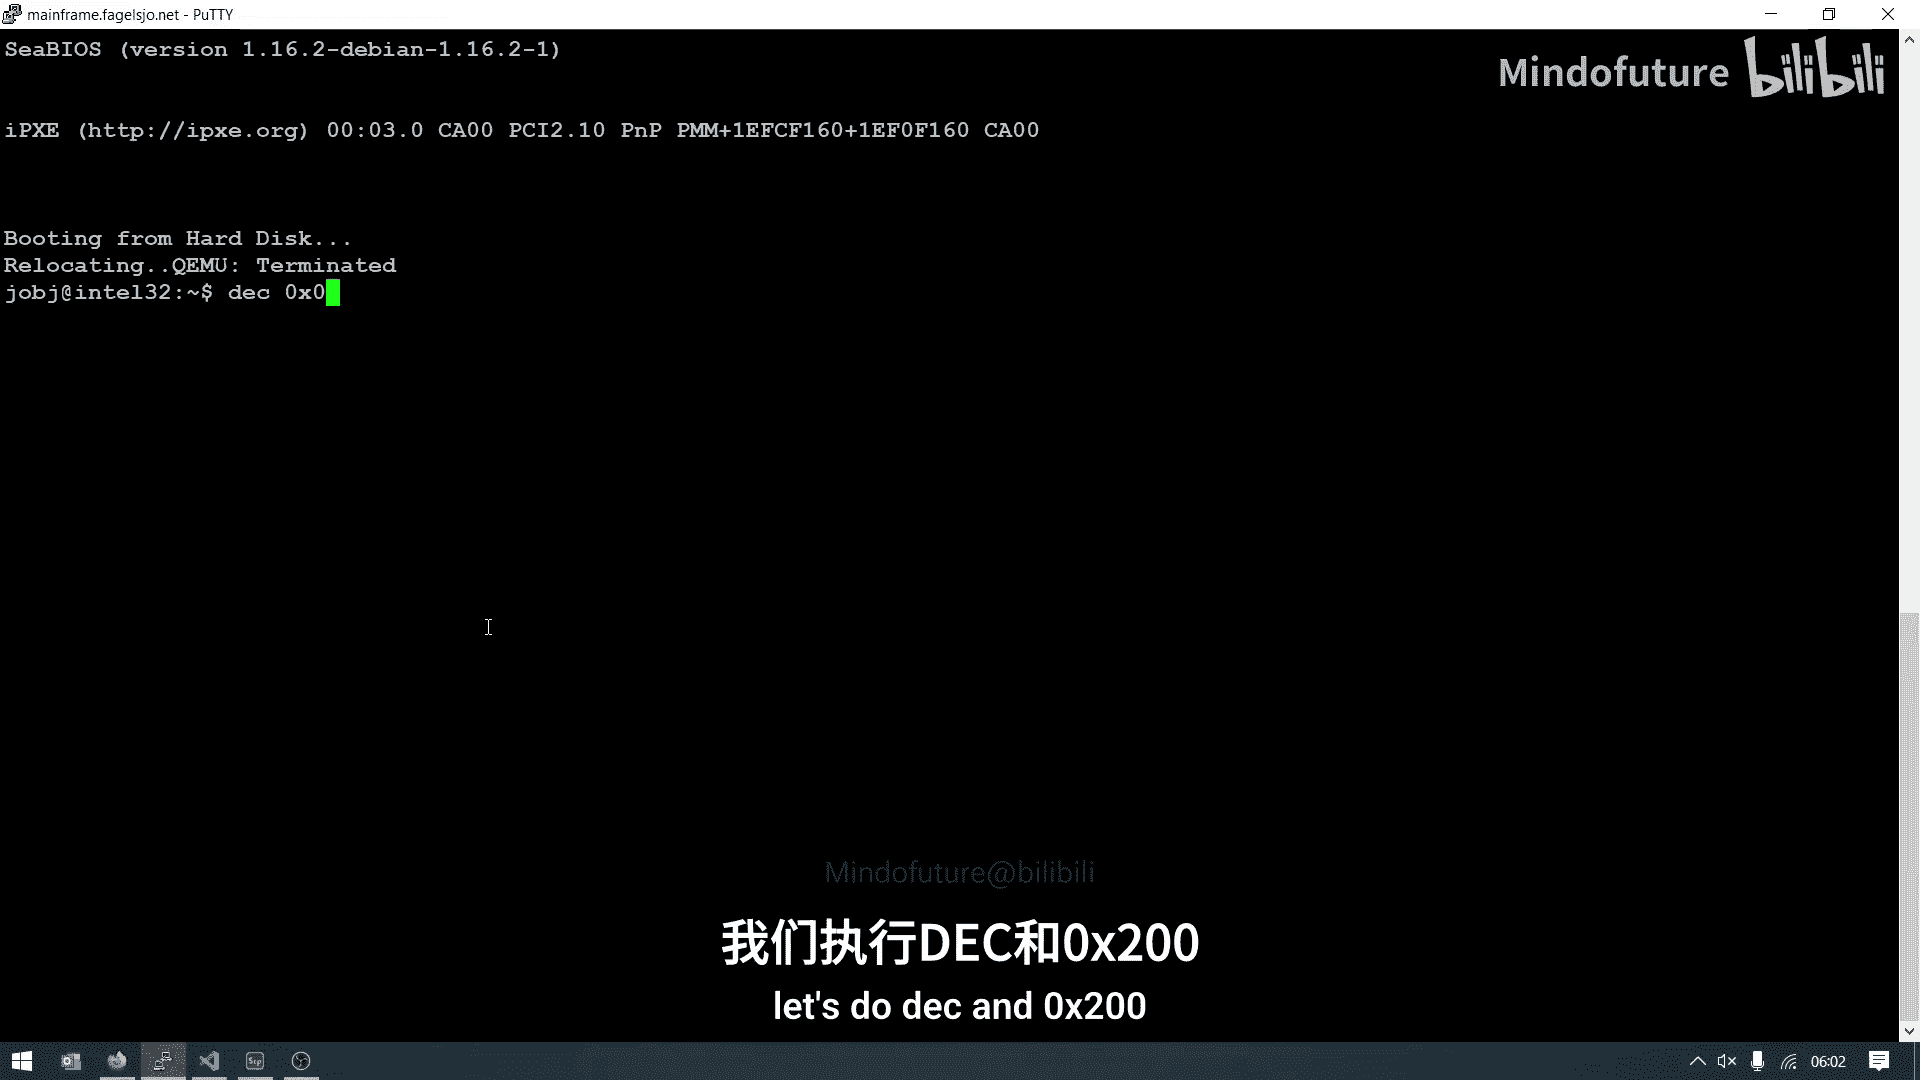 mainframe.fagelsjo.net - PuTTY
SeaBIOS (version 1.16.2-debian-1.16.2-1)
Mindofuture bilibili
iPXE (http://ipxe.org) 00:03.0 CA00 PCI2.10 PnP PMM+1EFCF160+1EF0F160 CA00
Booting from Hard Disk...
Relocating..QEMU: Terminated
jobj@intel32:~$ dec 0x0
Mindofuture@bilibili
我们执行DEC和0x200
let's do dec and 0x200
06:02